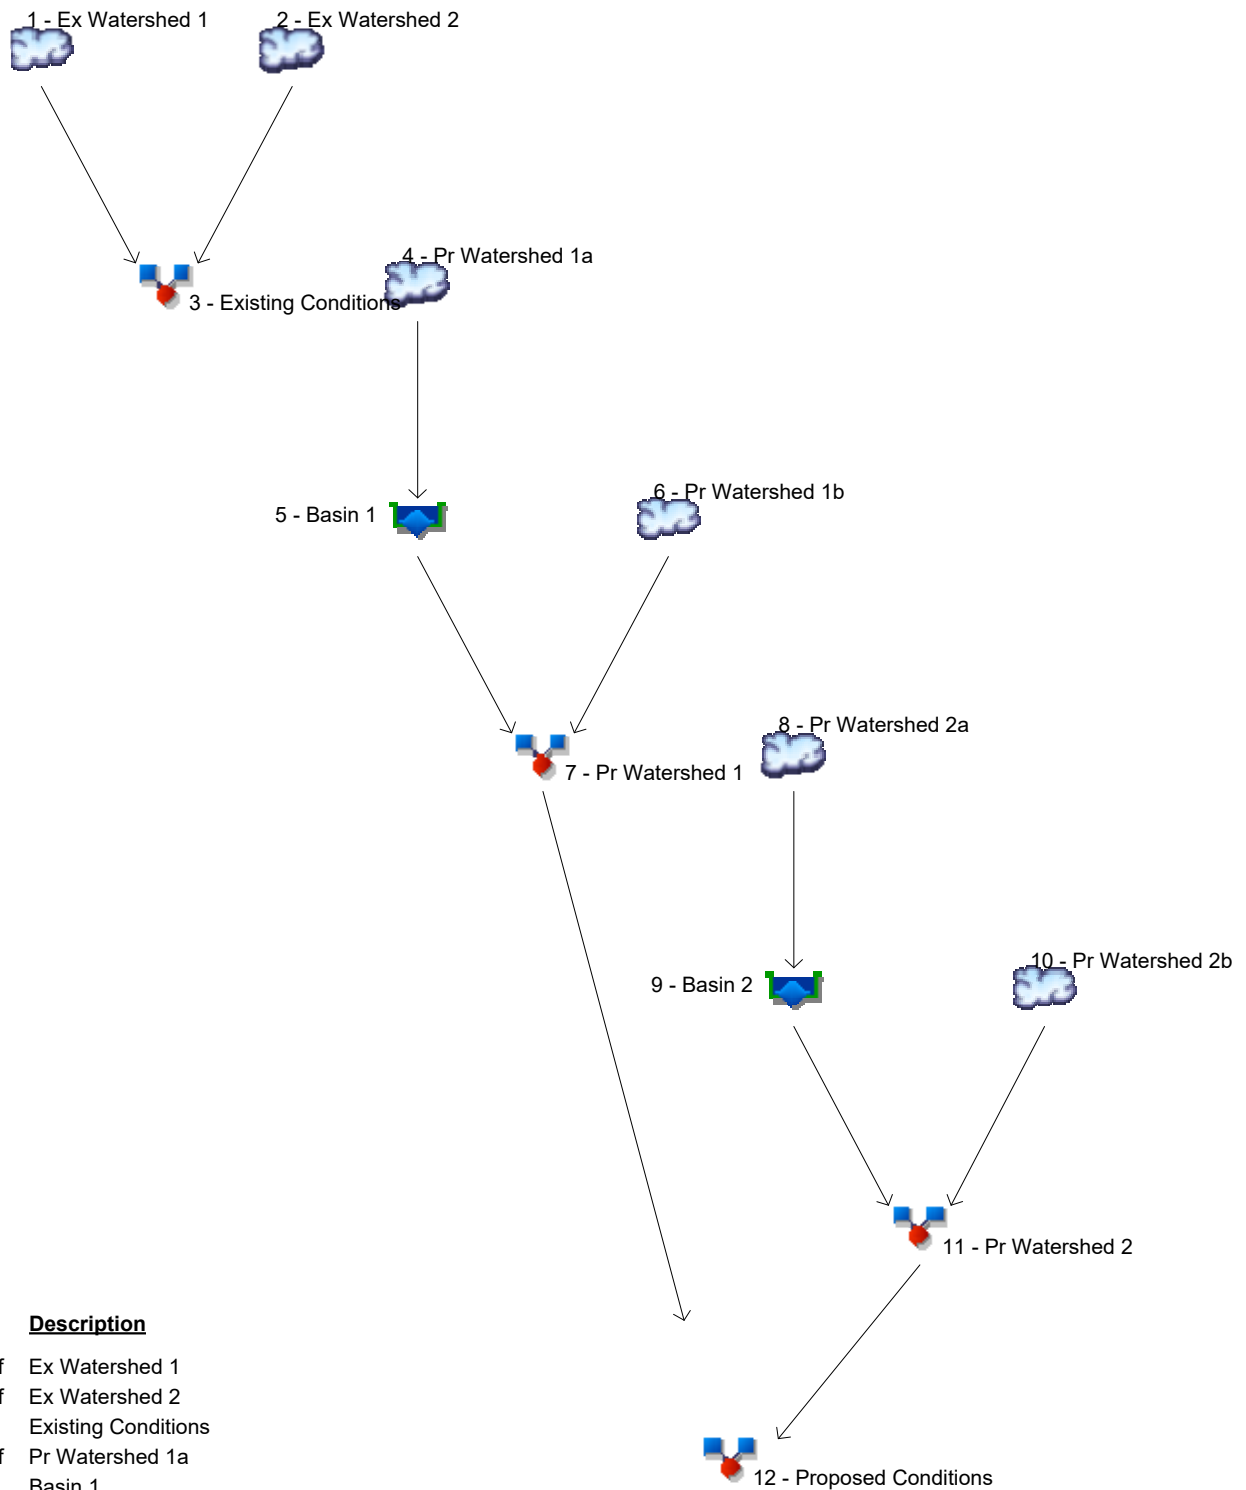 1 - Ex Watershed 1
2 - Ex Watershed 2
4 - Pr Watershed 1a
3 - Existing Conditions
6 - Pr Watershed 1b
5 - Basin 1
8 - Pr Watershed 2a
7 - Pr Watershed 1
10 - Pr Watershed 2b
9 - Basin 2
11 - Pr Watershed 2
12 - Proposed Conditions
Description
f Ex Watershed 1
f Ex Watershed 2
Existing Conditions
f Pr Watershed 1a
Basin 1